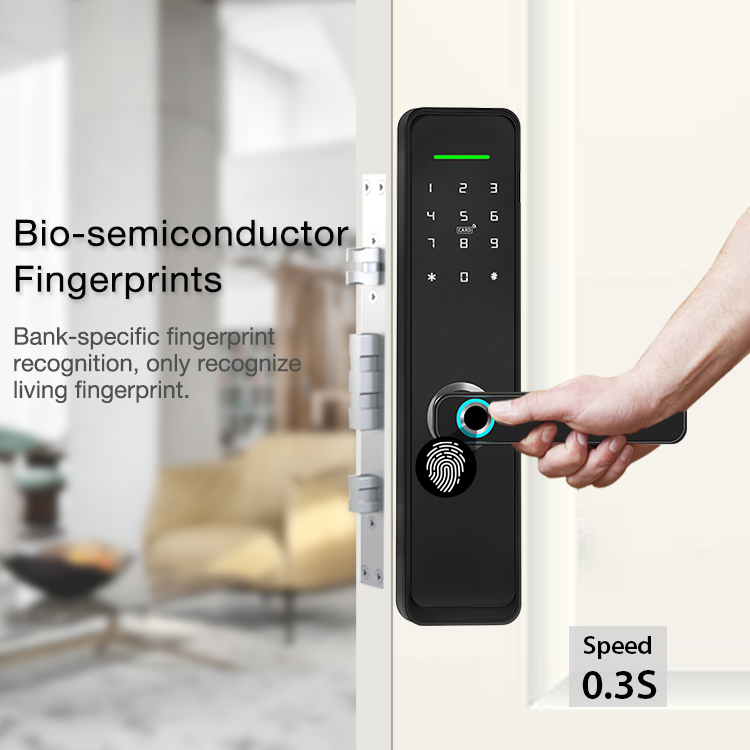 Bio-semiconductor
Fingerprints
Bank-specific fingerprint
recognition, only recognize
living fingerprint.
1 2 3
4 5 6
CARD
7 8 9
* 0 #
Speed
0.3S